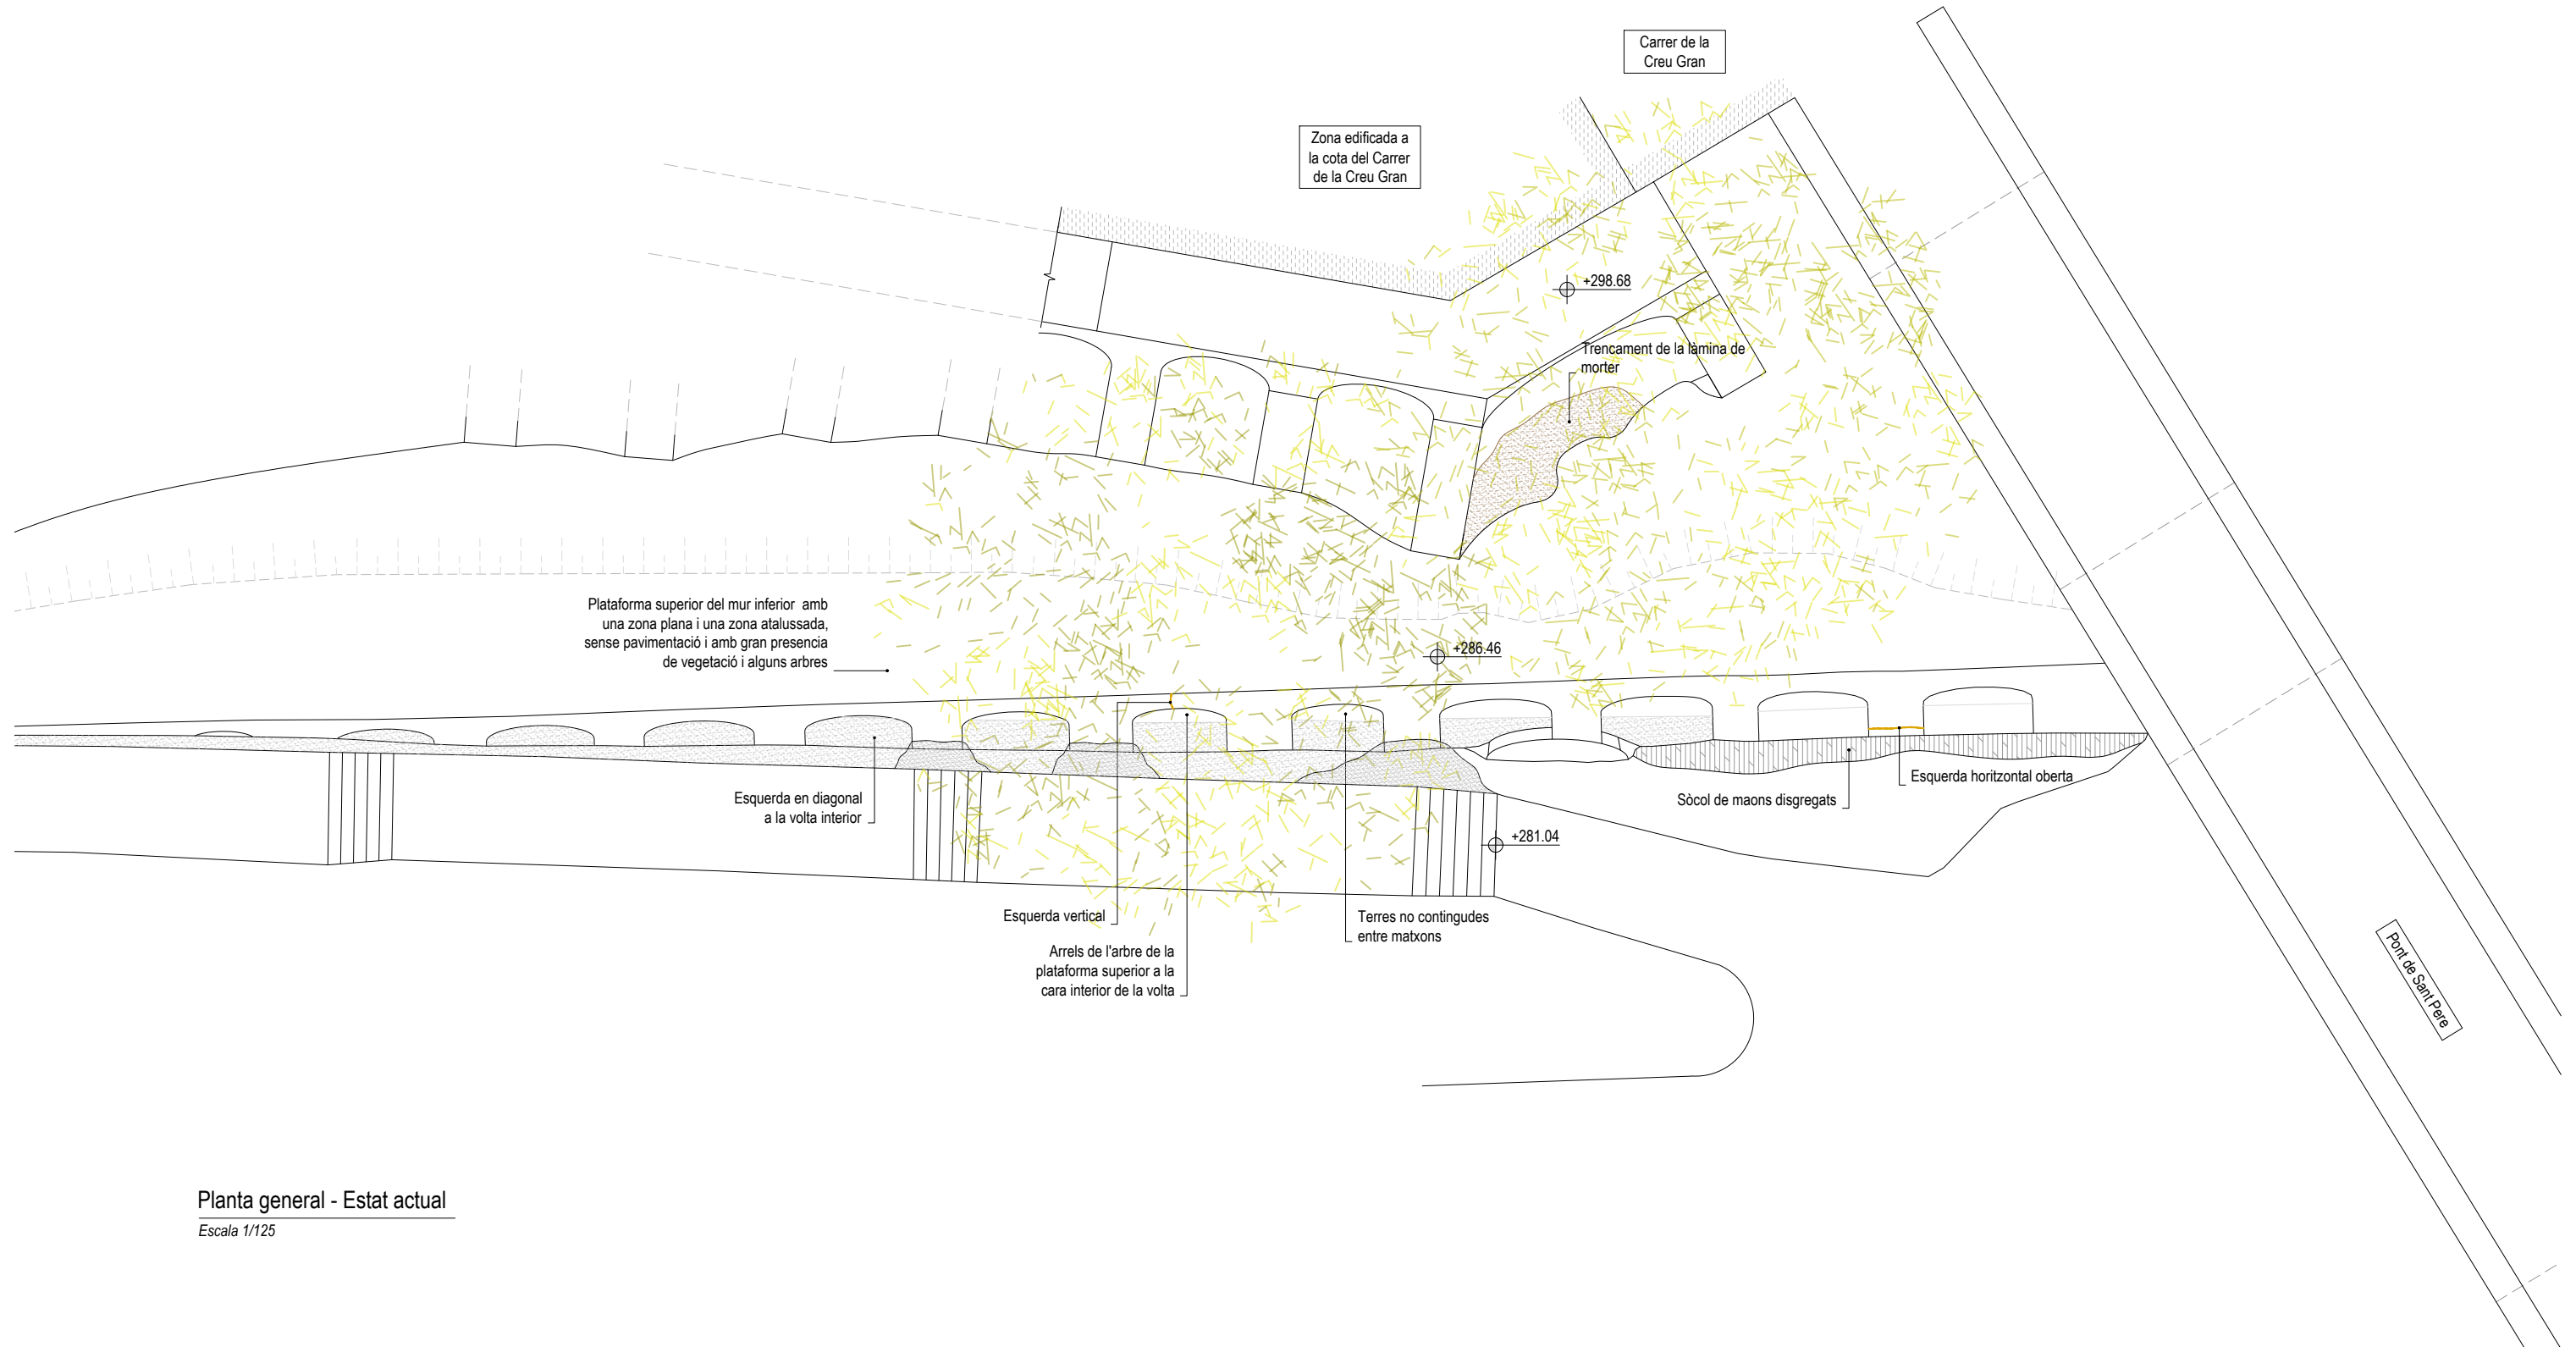 Carrer de la
Creu Gran
Zona edificada a
la cota del Carrer
de la Creu Gran
+298.68
Trencament de la làmina de
morter
Plataforma superior del mur inferior amb
una zona plana i una zona atalussada,
sense pavimentació i amb gran presencia
de vegetació i alguns arbres
+286.46
Esquerda en diagonal
a la volta interior
Esquerda horitzontal oberta
Sòcol de maons disgregats
+281.04
Esquerda vertical
Terres no contingudes
entre matxons
Arrels de l'arbre de la
plataforma superior a la
cara interior de la volta
Pont de Sant Pere
Planta general - Estat actual
Escala 1/125